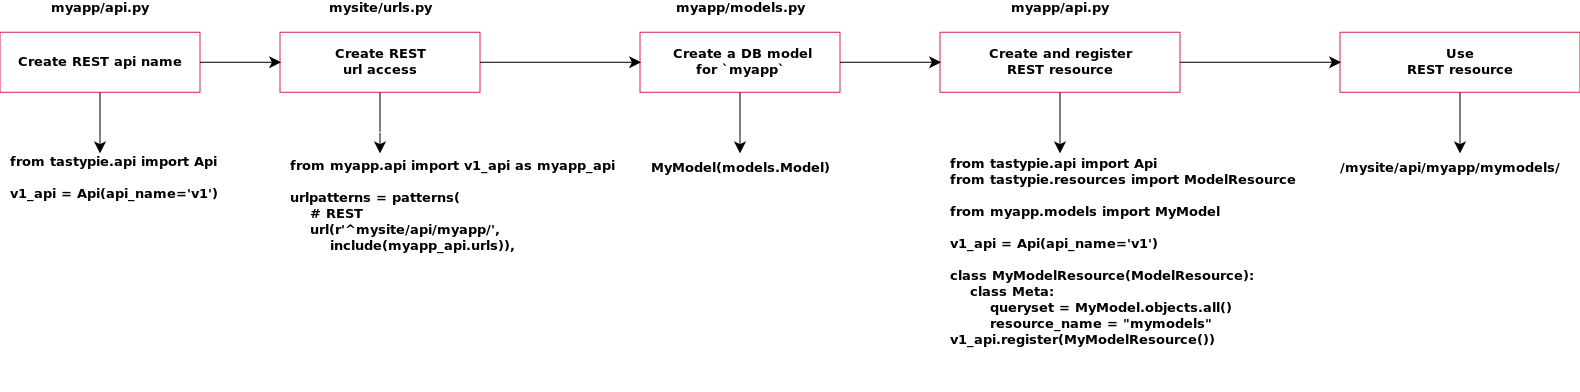 myapp/api.py
Create REST api name
from tastypie.api import Api
v1_api = Api(api_name='v1')
mysite/urls.py
Create REST
url access
from myapp.api import v1_api as myapp_api
urlpatterns = patterns(
# REST
url(r'^mysite/api/myapp/',
include(myapp_api.urls)),
myapp/models.py
Create a DB model
for `myapp`
MyModel(models.Model)
myapp/api.py
Create and register
REST resource
from tastypie.api import Api
from tastypie.resources import ModelResource
from myapp.models import MyModel
v1_api = Api(api_name='v1')
class MyModelResource(ModelResource):
class Meta:
queryset = MyModel.objects.all()
resource_name = "mymodels"
v1_api.register(MyModelResource())
Use
REST resource
/mysite/api/myapp/mymodels/